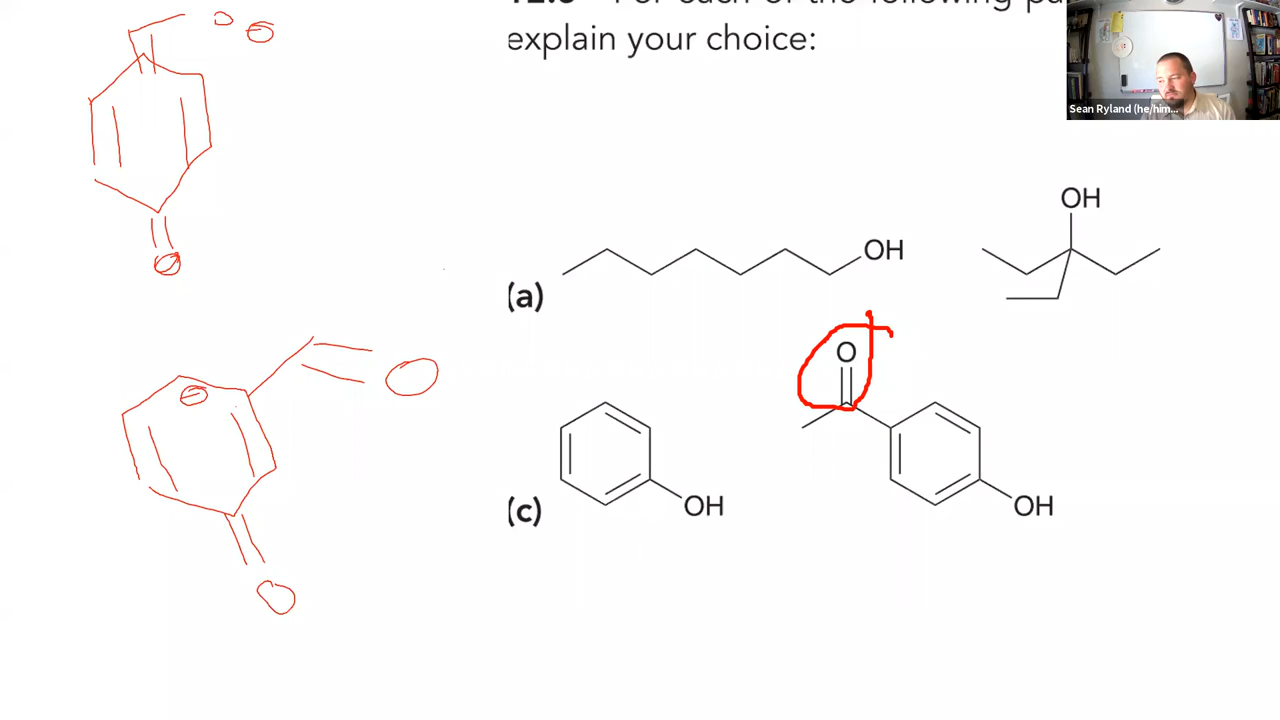 explain your choice:
Sean Ryland (he/him...
OH
OH
(a)
O
(c)
OH
OH
O ⊖
O
⊖
O
O